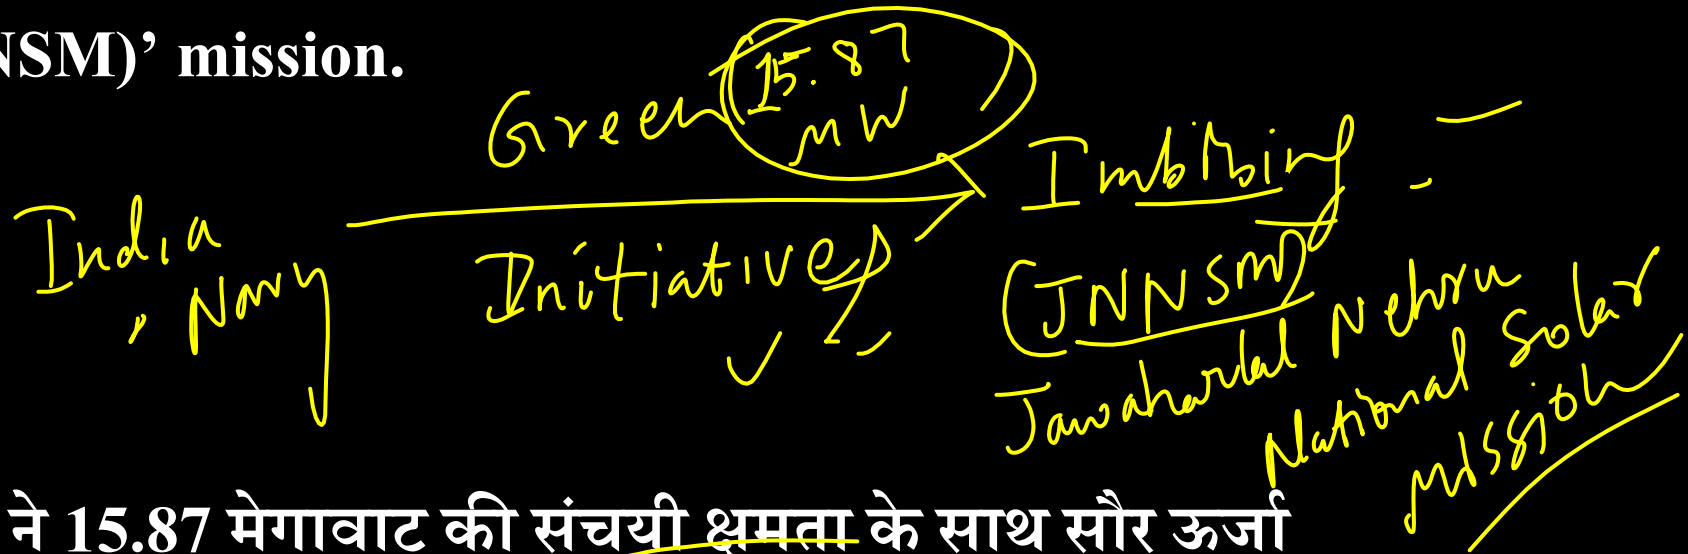 NSM)’ mission.
Green 15.87 MW
India Navy
Initiatives
Imbibing
(JNNSM)
Jawaharlal Nehru
National Solar
Mission
ने 15.87 मेगावाट की संचयी क्षमता के साथ सौर ऊर्जा